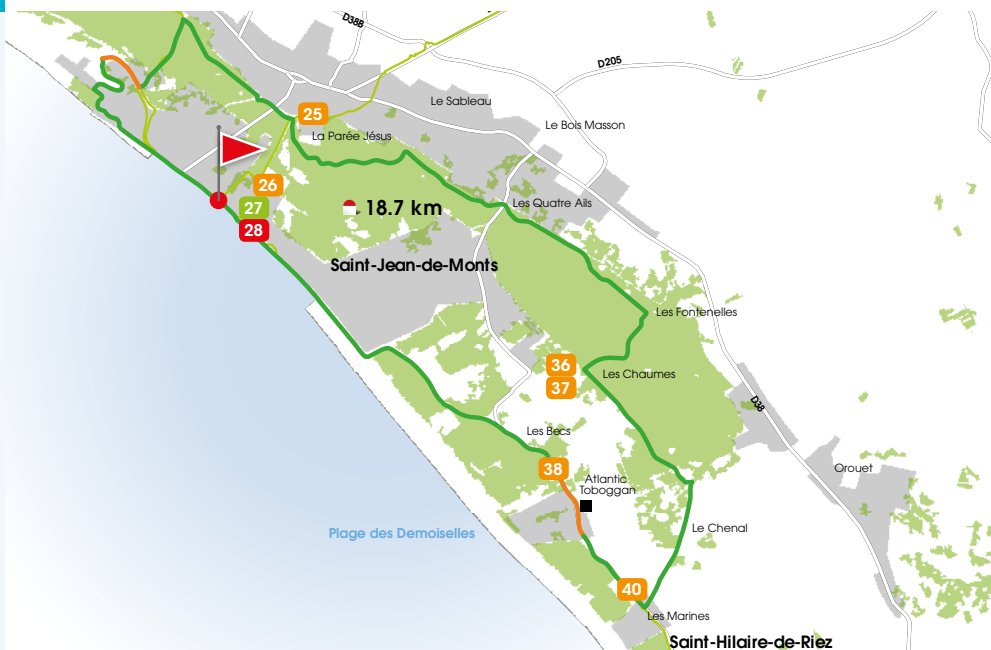 D38B
D205
Le Sableau
25
Le Bois Masson
La Parée Jésus
26
27
18.7 km
Les Quatre Ails
28
Saint-Jean-de-Monts
Les Fontenelles
36
Les Chaumes
37
D38
Les Becs
38
Orouet
Atlantic
Toboggan
Plage des Demoiselles
Le Chenal
40
Les Marines
Saint-Hilaire-de-Riez